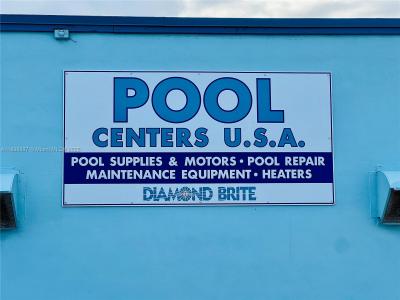 POOL
CENTERS U.S.A.
POOL SUPPLIES & MOTORS • POOL REPAIR
MAINTENANCE EQUIPMENT • HEATERS
DIAMOND BRITE